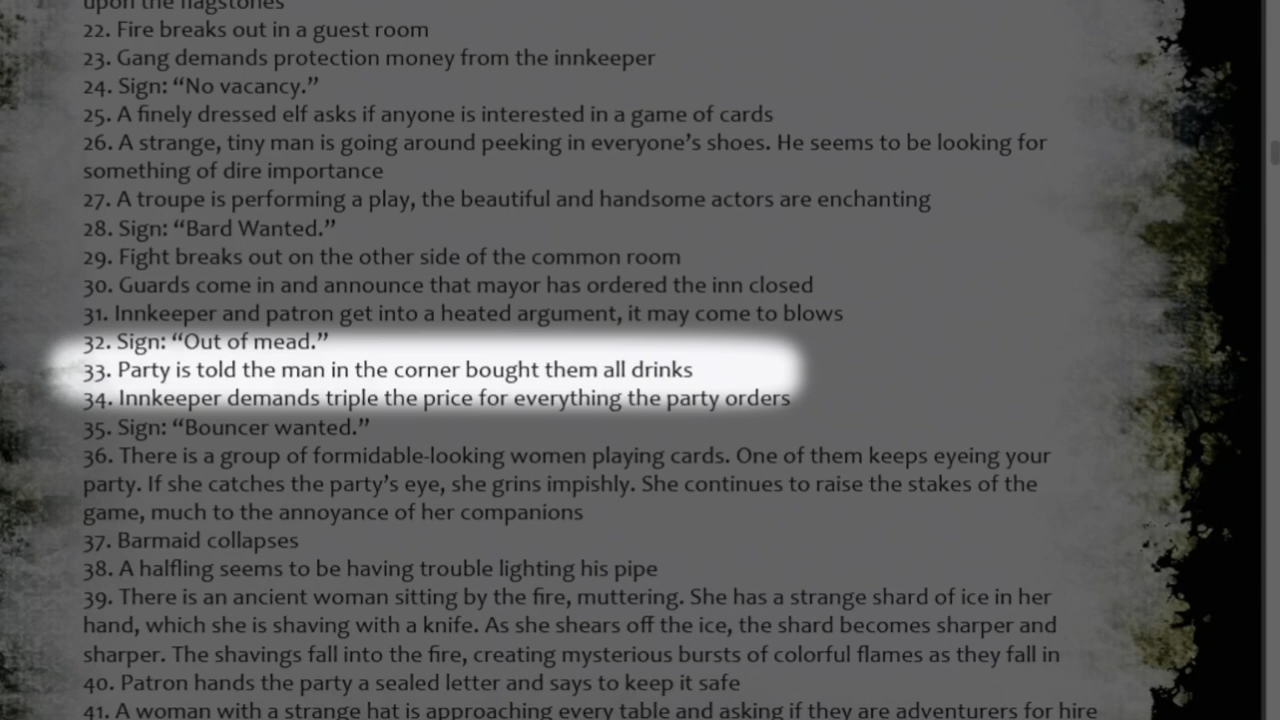 upon the flagstones
22. Fire breaks out in a guest room
23. Gang demands protection money from the innkeeper
24. Sign: “No vacancy.”
25. A finely dressed elf asks if anyone is interested in a game of cards
26. A strange, tiny man is going around peeking in everyone’s shoes. He seems to be looking for
something of dire importance
27. A troupe is performing a play, the beautiful and handsome actors are enchanting
28. Sign: “Bard Wanted.”
29. Fight breaks out on the other side of the common room
30. Guards come in and announce that mayor has ordered the inn closed
31. Innkeeper and patron get into a heated argument, it may come to blows
32. Sign: “Out of mead.”
33. Party is told the man in the corner bought them all drinks
34. Innkeeper demands triple the price for everything the party orders
35. Sign: “Bouncer wanted.”
36. There is a group of formidable-looking women playing cards. One of them keeps eyeing your
party. If she catches the party’s eye, she grins impishly. She continues to raise the stakes of the
game, much to the annoyance of her companions
37. Barmaid collapses
38. A halfling seems to be having trouble lighting his pipe
39. There is an ancient woman sitting by the fire, muttering. She has a strange shard of ice in her
hand, which she is shaving with a knife. As she shears off the ice, the shard becomes sharper and
sharper. The shavings fall into the fire, creating mysterious bursts of colorful flames as they fall in
40. Patron hands the party a sealed letter and says to keep it safe
41. A woman with a strange hat is approaching every table and asking if they are adventurers for hire